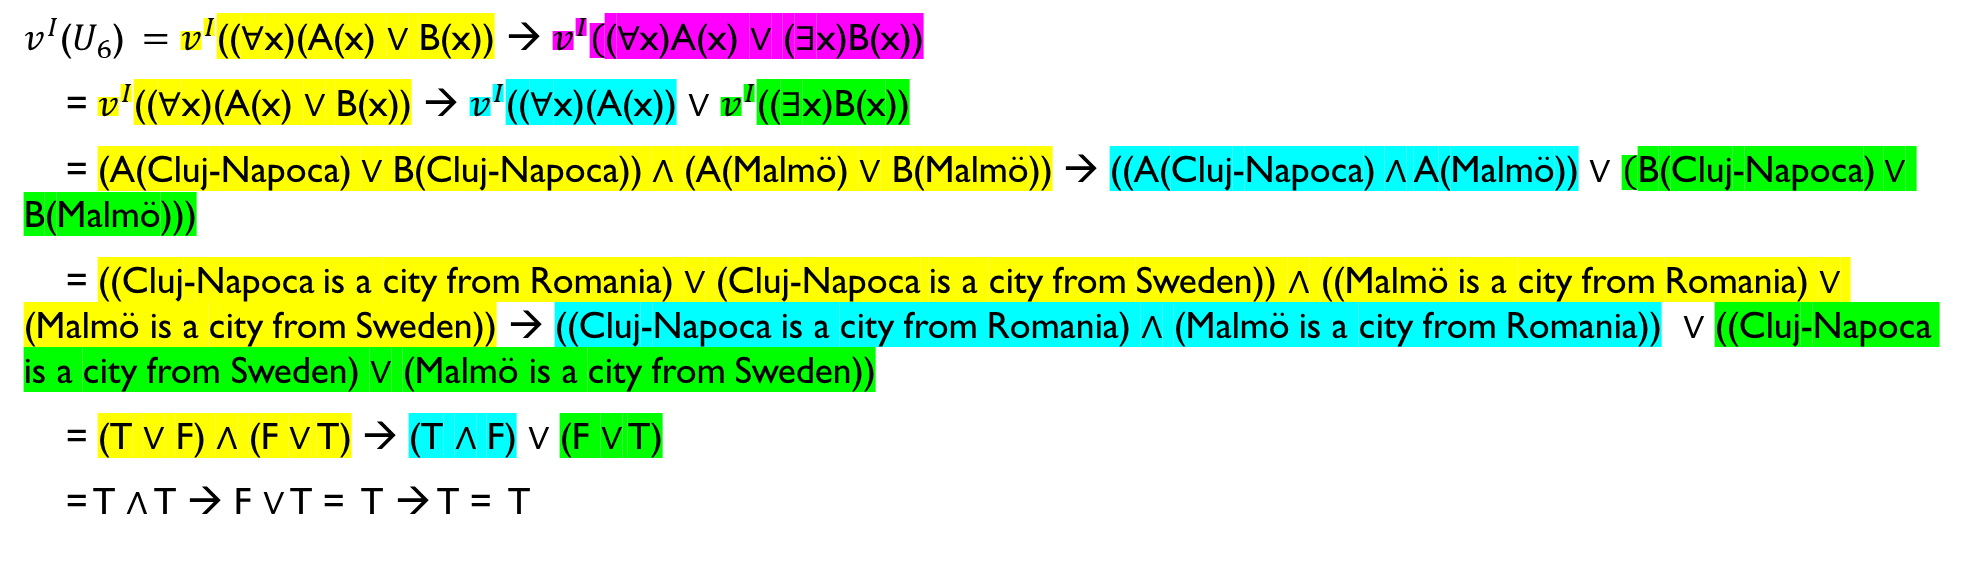 v^I(U₆) = v^I((∀x)(A(x) ∨ B(x)) → v^I((∀x)A(x) ∨ (∃x)B(x))
= v^I((∀x)(A(x) ∨ B(x)) → v^I((∀x)(A(x)) ∨ v^I((∃x)B(x))
= (A(Cluj-Napoca) ∨ B(Cluj-Napoca)) ∧ (A(Malmö) ∨ B(Malmö)) → ((A(Cluj-Napoca) ∧ A(Malmö)) ∨ (B(Cluj-Napoca) ∨
B(Malmö)))
= ((Cluj-Napoca is a city from Romania) ∨ (Cluj-Napoca is a city from Sweden)) ∧ ((Malmö is a city from Romania) ∨
(Malmö is a city from Sweden)) → ((Cluj-Napoca is a city from Romania) ∧ (Malmö is a city from Romania)) ∨ ((Cluj-Napoca
is a city from Sweden) ∨ (Malmö is a city from Sweden))
= (T ∨ F) ∧ (F ∨ T) → (T ∧ F) ∨ (F ∨ T)
= T ∧ T → F ∨ T = T → T = T